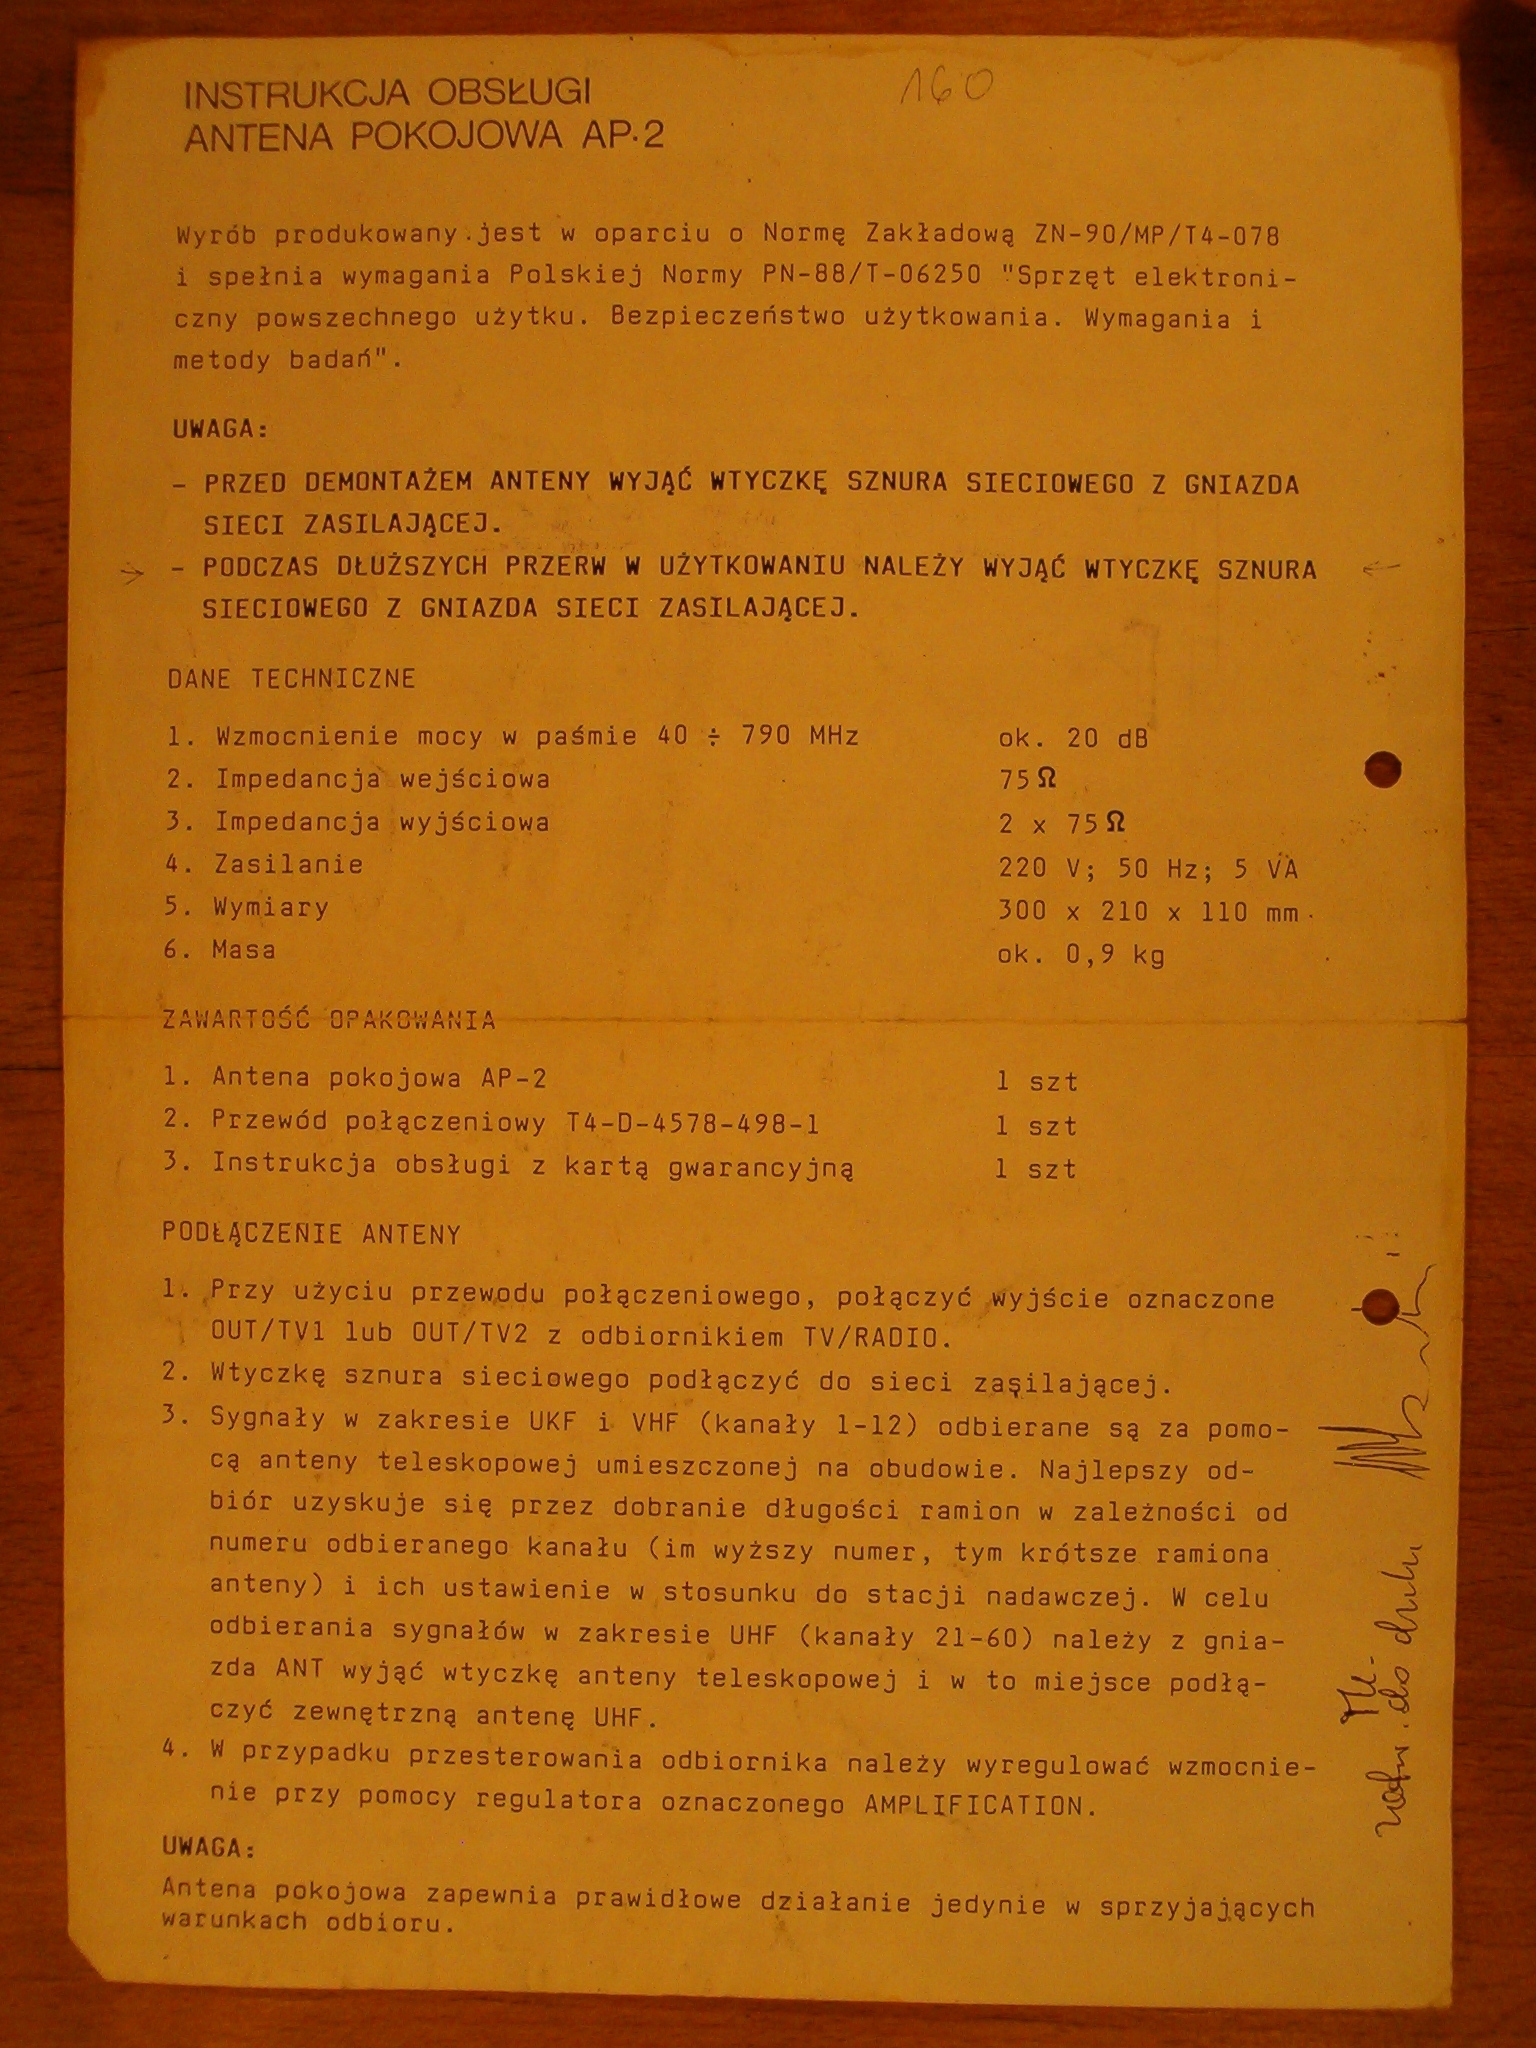 INSTRUKCJA OBSŁUGI
160
ANTENA POKOJOWA AP-2
Wyrób produkowany jest w oparciu o Normę Zakładową ZN-90/MP/T4-078
i spełnia wymagania Polskiej Normy PN-88/T-06250 "Sprzęt elektroni-
czny powszechnego użytku. Bezpieczeństwo użytkowania. Wymagania i
metody badań".
UWAGA:
- PRZED DEMONTAŻEM ANTENY WYJĄĆ WTYCZKĘ SZNURA SIECIOWEGO Z GNIAZDA
SIECI ZASILAJĄCEJ.
- PODCZAS DŁUŻSZYCH PRZERW W UŻYTKOWANIU NALEŻY WYJĄĆ WTYCZKĘ SZNURA
SIECIOWEGO Z GNIAZDA SIECI ZASILAJĄCEJ.
DANE TECHNICZNE
1. Wzmocnienie mocy w paśmie 40 ÷ 790 MHz ok. 20 dB
2. Impedancja wejściowa 75 Ω
3. Impedancja wyjściowa 2 x 75 Ω
4. Zasilanie 220 V; 50 Hz; 5 VA
5. Wymiary 300 x 210 x 110 mm
6. Masa ok. 0,9 kg
ZAWARTOŚĆ OPAKOWANIA
1. Antena pokojowa AP-2 1 szt
2. Przewód połączeniowy T4-D-4578-498-1 1 szt
3. Instrukcja obsługi z kartą gwarancyjną 1 szt
PODŁĄCZENIE ANTENY
1. Przy użyciu przewodu połączeniowego, połączyć wyjście oznaczone
OUT/TV1 lub OUT/TV2 z odbiornikiem TV/RADIO.
2. Wtyczkę sznura sieciowego podłączyć do sieci zasilającej.
3. Sygnały w zakresie UKF i VHF (kanały 1-12) odbierane są za pomo-
cą anteny teleskopowej umieszczonej na obudowie. Najlepszy od-
biór uzyskuje się przez dobranie długości ramion w zależności od
numeru odbieranego kanału (im wyższy numer, tym krótsze ramiona
anteny) i ich ustawienie w stosunku do stacji nadawczej. W celu
odbierania sygnałów w zakresie UHF (kanały 21-60) należy z gnia-
zda ANT wyjąć wtyczkę anteny teleskopowej i w to miejsce podłą-
czyć zewnętrzną antenę UHF.
4. W przypadku przesterowania odbiornika należy wyregulować wzmocnie-
nie przy pomocy regulatora oznaczonego AMPLIFICATION.
UWAGA:
Antena pokojowa zapewnia prawidłowe działanie jedynie w sprzyjających
warunkach odbioru.
do druku